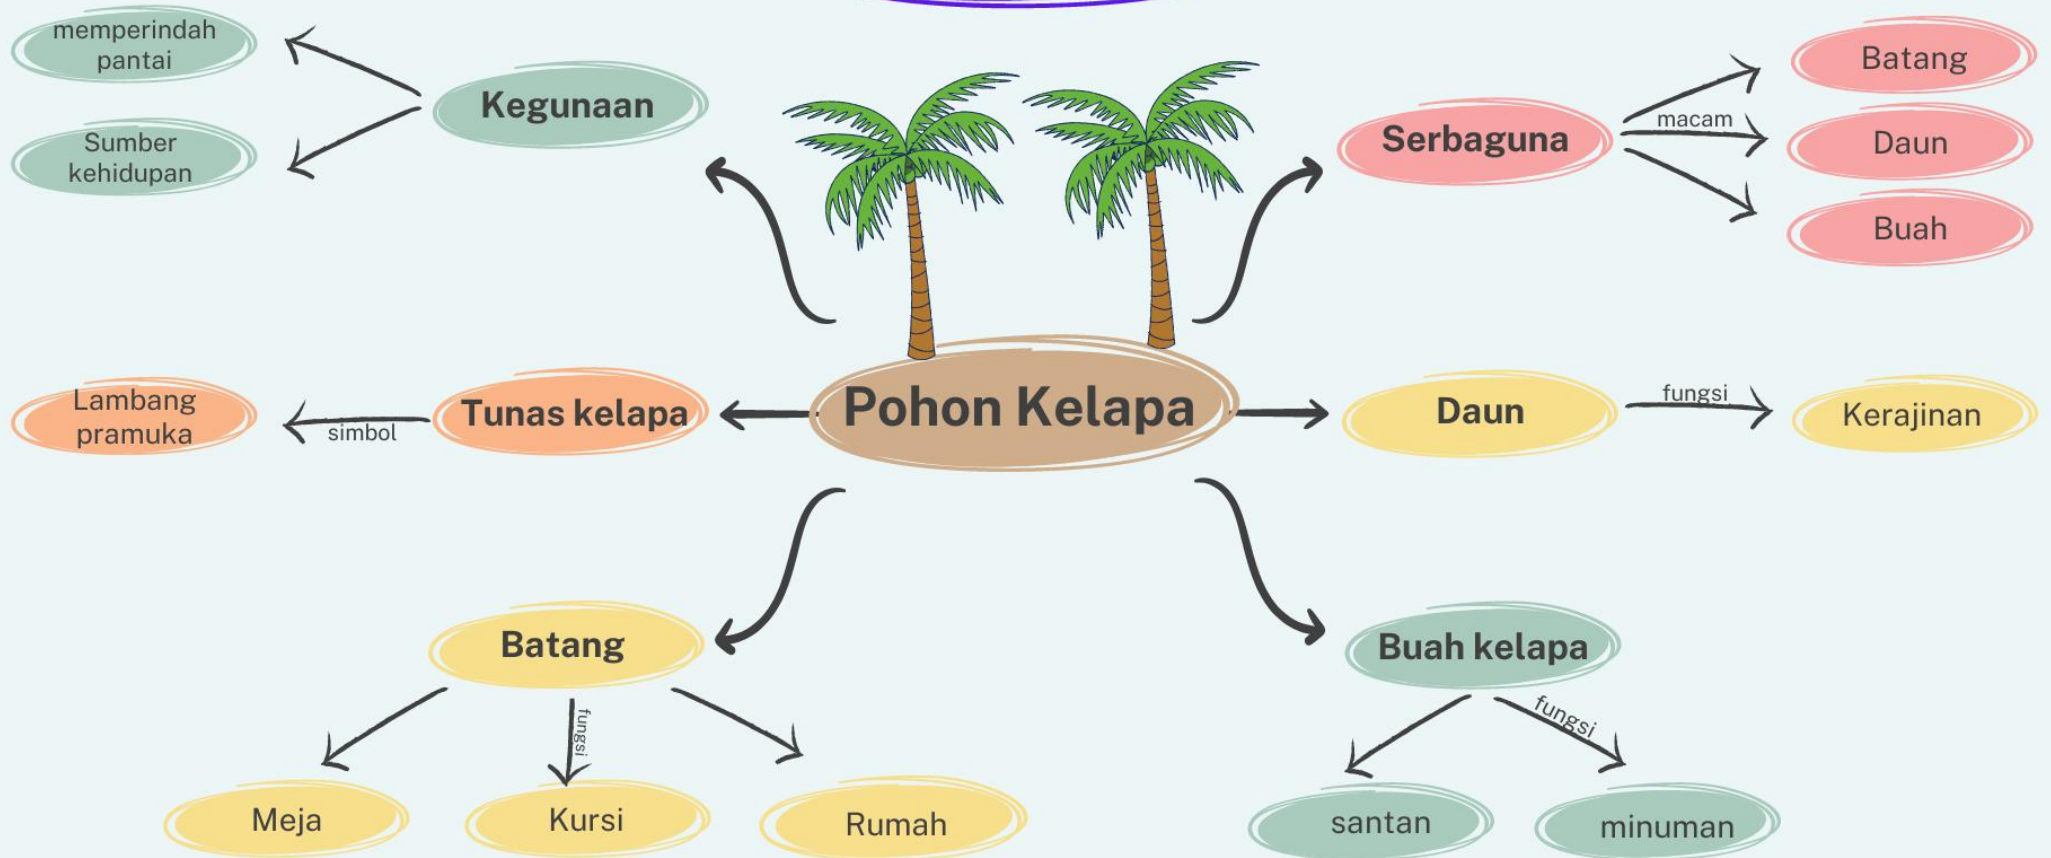 memperindah
pantai
Sumber
kehidupan
Kegunaan
Serbaguna
macam
Batang
Daun
Buah
Lambang
pramuka
simbol
Tunas kelapa
Pohon Kelapa
Daun
fungsi
Kerajinan
Batang
fungsi
Meja
Kursi
Rumah
Buah kelapa
fungsi
santan
minuman